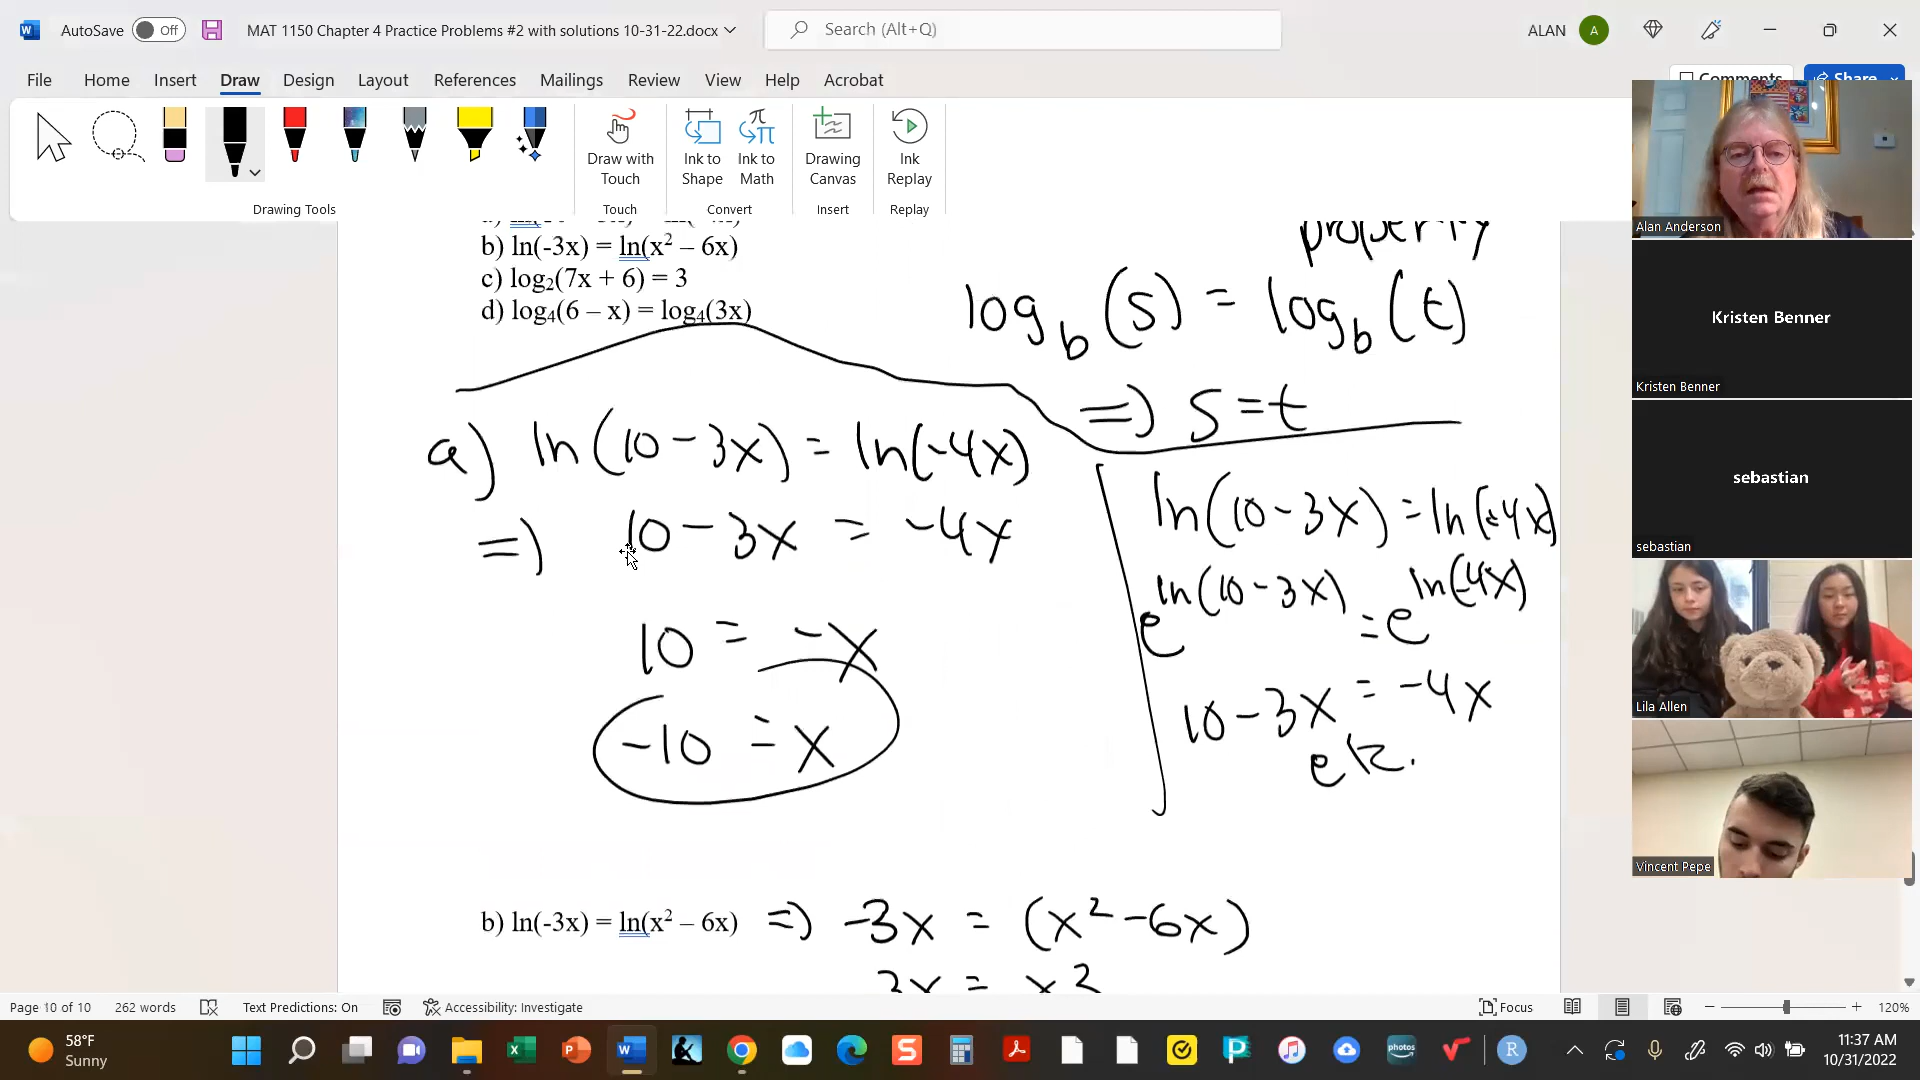 AutoSave Off MAT 1150 Chapter 4 Practice Problems #2 with solutions 10-31-22.docx Search (Alt+Q) ALAN A
File Home Insert Draw Design Layout References Mailings Review View Help Acrobat Comments Share
Draw with Touch
Ink to Shape
Ink to Math
Drawing Canvas
Ink Replay
Drawing Tools Touch Convert Insert Replay
property
b) ln(-3x) = ln(x² – 6x)
c) log₂(7x + 6) = 3
d) log₄(6 – x) = log₄(3x)
log_b (s) = log_b (t)
=) s = t
a) ln(10 - 3x) = ln(-4x)
=) 10 - 3x = -4x
10 = -x
-10 = x
ln(10 - 3x) = ln(-4x)
e^ln(10 - 3x) = e^ln(-4x)
10 - 3x = -4x
etc.
b) ln(-3x) = ln(x² – 6x) =) -3x = (x² - 6x)
3x = x²
Alan Anderson
Kristen Benner
Kristen Benner
sebastian
sebastian
Lila Allen
Vincent Pepe
Page 10 of 10 262 words Text Predictions: On Accessibility: Investigate Focus 120%
58°F
Sunny
photos
11:37 AM
10/31/2022